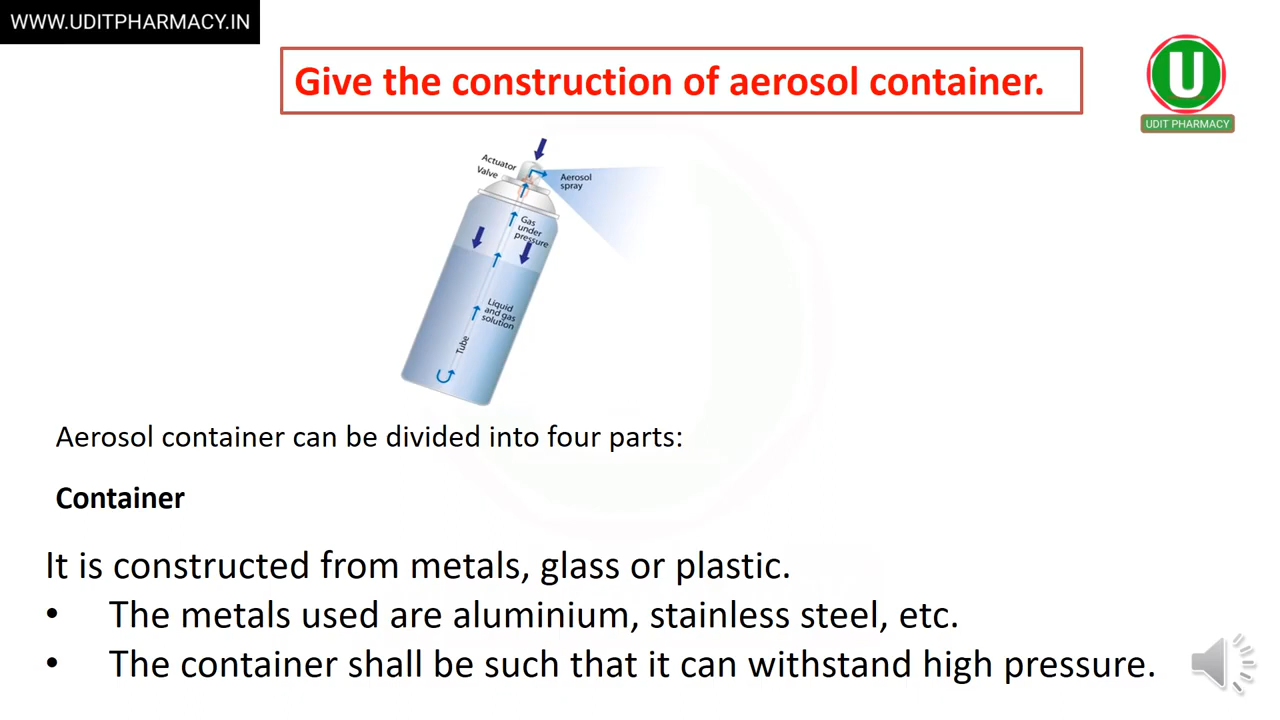 WWW.UDITPHARMACY.IN
Give the construction of aerosol container.
U
UDIT PHARMACY
Actuator
Valve
Aerosol
spray
Gas
under
pressure
Liquid
and gas
solution
Tube
Aerosol container can be divided into four parts:
Container
It is constructed from metals, glass or plastic.
• The metals used are aluminium, stainless steel, etc.
• The container shall be such that it can withstand high pressure.